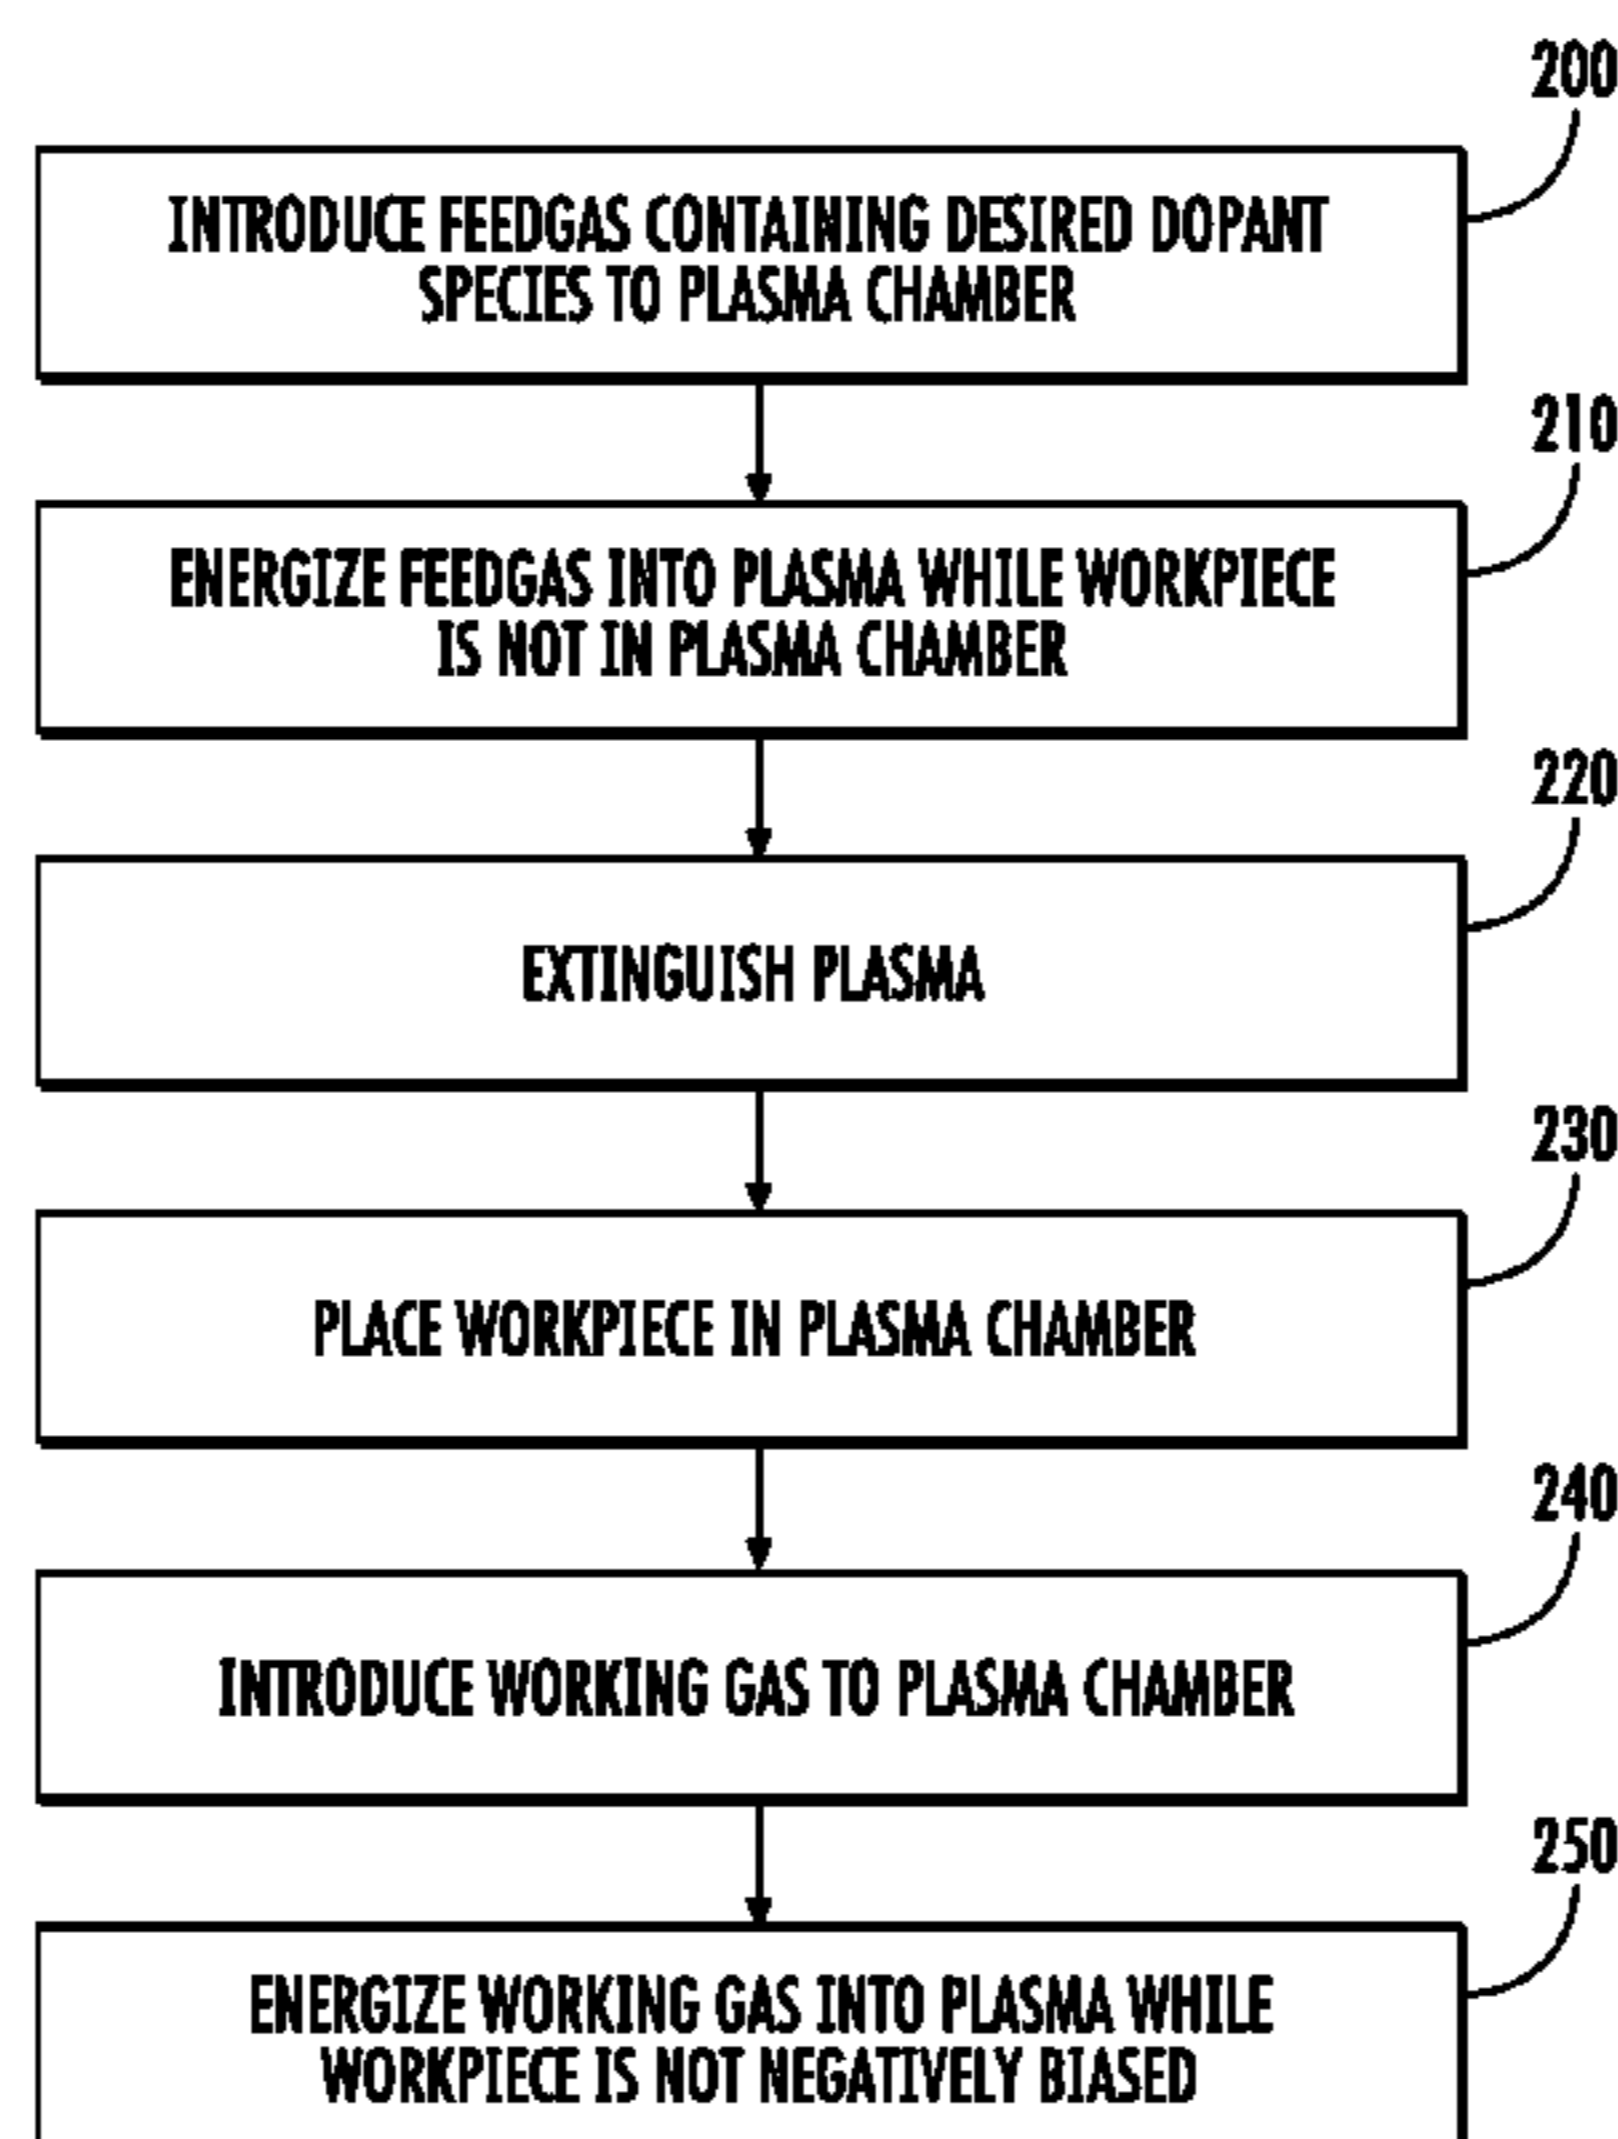 200
INTRODUCE FEEDGAS CONTAINING DESIRED DOPANT
SPECIES TO PLASMA CHAMBER
210
ENERGIZE FEEDGAS INTO PLASMA WHILE WORKPIECE
IS NOT IN PLASMA CHAMBER
220
EXTINGUISH PLASMA
230
PLACE WORKPIECE IN PLASMA CHAMBER
240
INTRODUCE WORKING GAS TO PLASMA CHAMBER
250
ENERGIZE WORKING GAS INTO PLASMA WHILE
WORKPIECE IS NOT NEGATIVELY BIASED